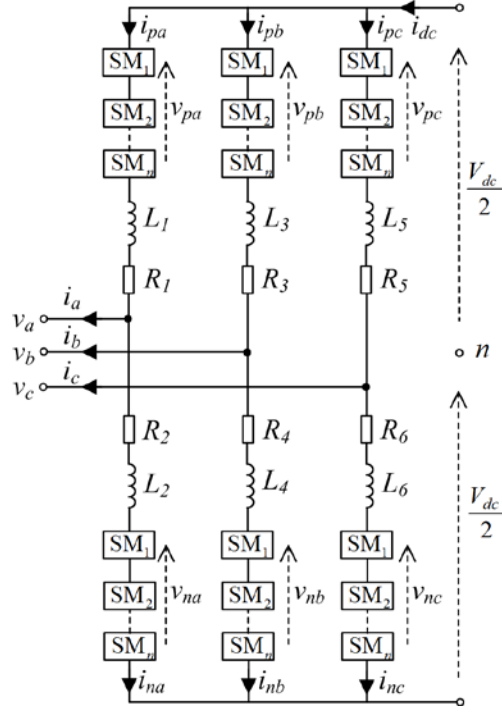 i_pa i_pb i_pc i_dc
SM_1 SM_1 SM_1
v_pa v_pb v_pc
SM_2 SM_2 SM_2
SM_n SM_n SM_n
V_dc
2
L_1 L_3 L_5
R_1 R_3 R_5
i_a
v_a
i_b
v_b n
i_c
v_c
R_2 R_4 R_6
L_2 L_4 L_6
V_dc
2
SM_1 SM_1 SM_1
v_na v_nb v_nc
SM_2 SM_2 SM_2
SM_n SM_n SM_n
i_na i_nb i_nc